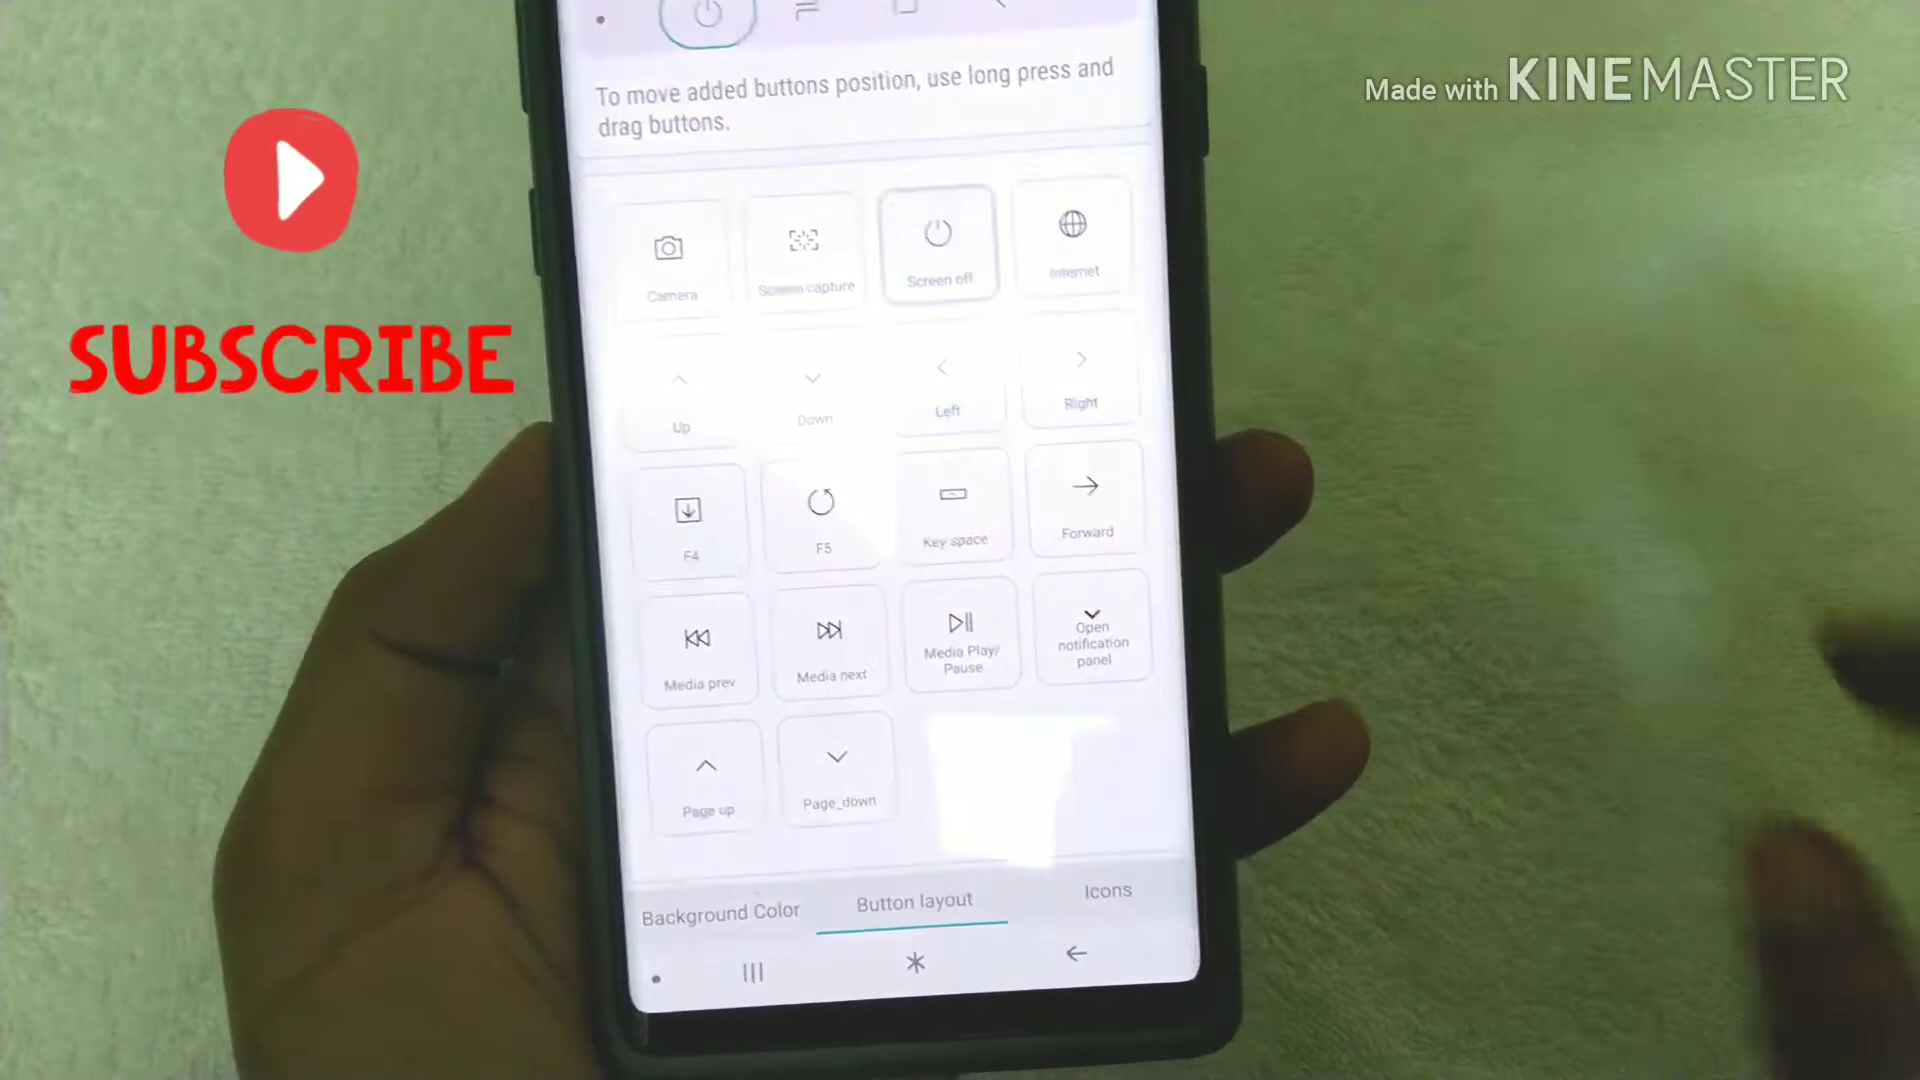 Made with KINEMASTER
SUBSCRIBE
To move added buttons position, use long press and
drag buttons.
Camera
Screen capture
Screen off
Internet
Up
Down
Left
Right
F4
F5
Key space
Forward
Media prev
Media next
Media Play/
Pause
Open
notification
panel
Page up
Page_down
Background Color
Button layout
Icons